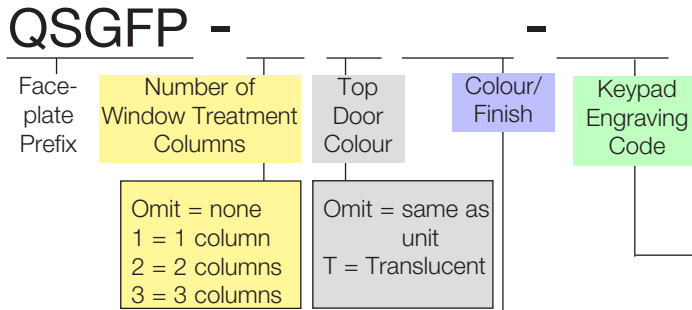 QSGFP - -
Face-
plate
Prefix
Number of
Window Treatment
Columns
Top
Door
Colour
Colour/
Finish
Keypad
Engraving
Code
Omit = none
1 = 1 column
2 = 2 columns
3 = 3 columns
Omit = same as
unit
T = Translucent